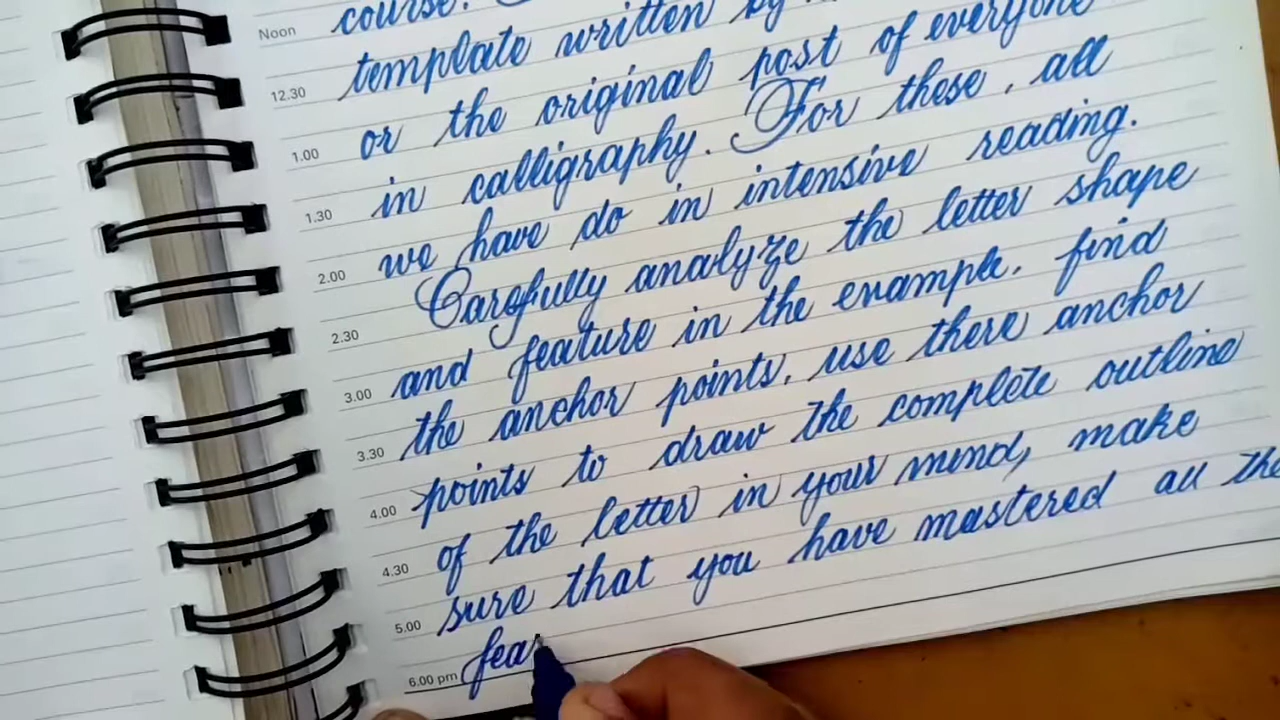 Noon course.
12.30 template written by
1.00 or the original post of everyone
1.30 in calligraphy. For these, all
2.00 we have do in intensive reading.
2.30 Carefully analyze the letter shape
3.00 and feature in the example. find
3.30 the anchor points. use there anchor
4.00 points to draw the complete outline
4.30 of the letter in your mind, make
5.00 sure that you have mastered all the
6.00 pm fea